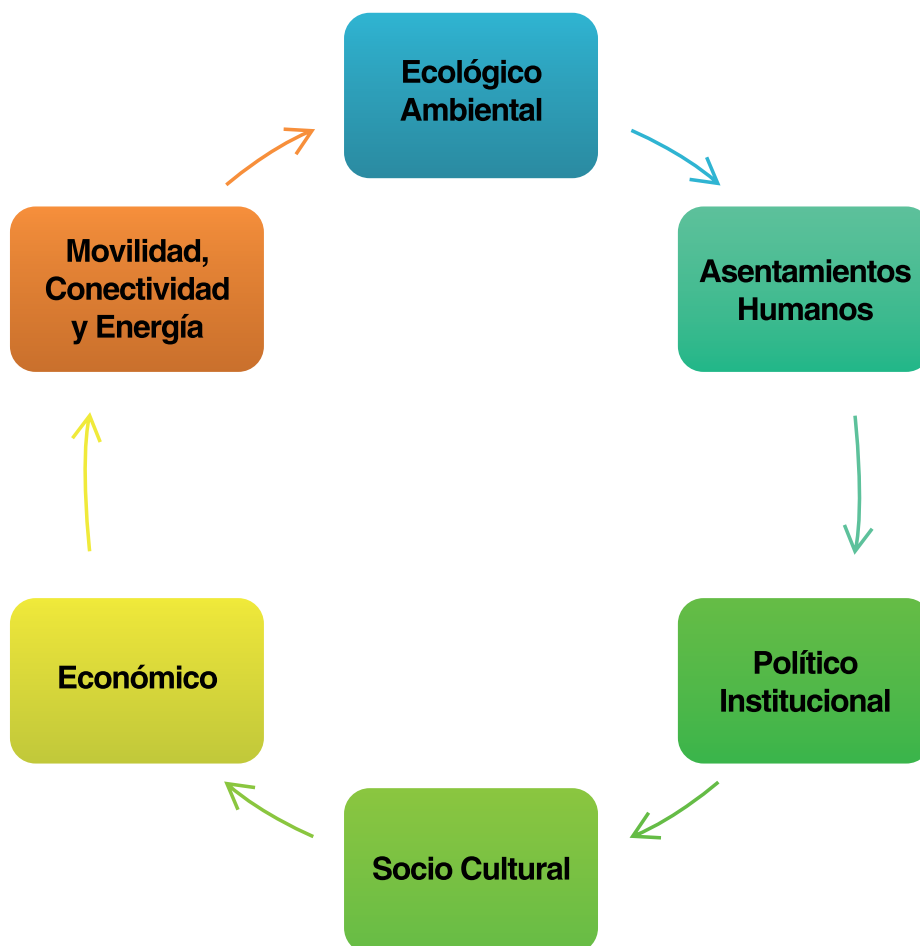 Ecológico
Ambiental
Asentamientos
Humanos
Político
Institucional
Socio Cultural
Económico
Movilidad,
Conectividad
y Energía